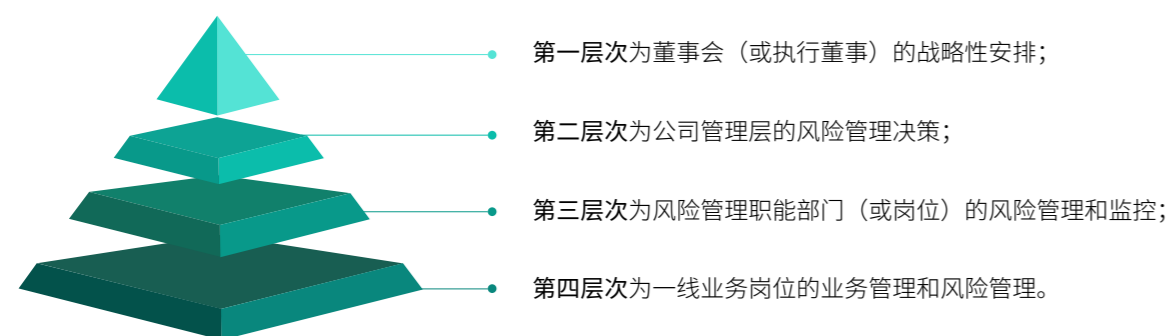 第一层次为董事会（或执行董事）的战略性安排；
第二层次为公司管理层的风险管理决策；
第三层次为风险管理职能部门（或岗位）的风险管理和监控；
第四层次为一线业务岗位的业务管理和风险管理。